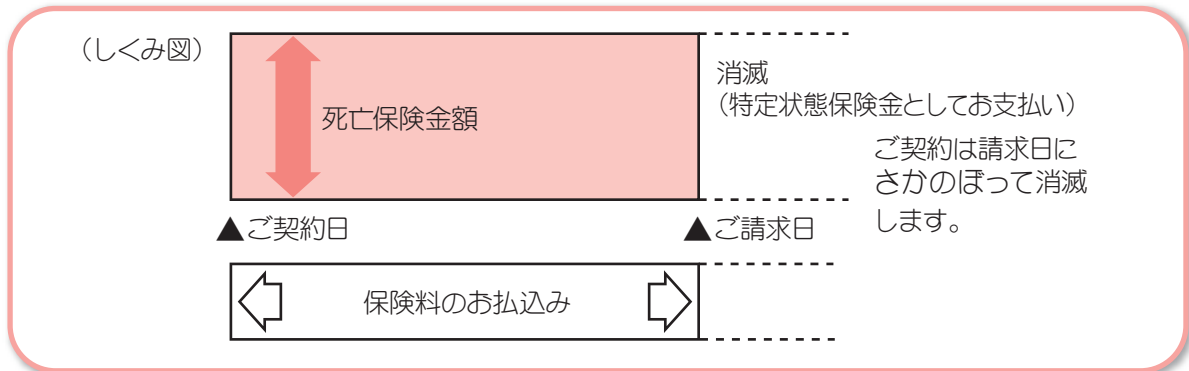 （しくみ図）
死亡保険金額
消滅
（特定状態保険金としてお支払い）
ご契約は請求日に
さかのぼって消滅
します。
▲ご契約日
▲ご請求日
保険料のお払込み